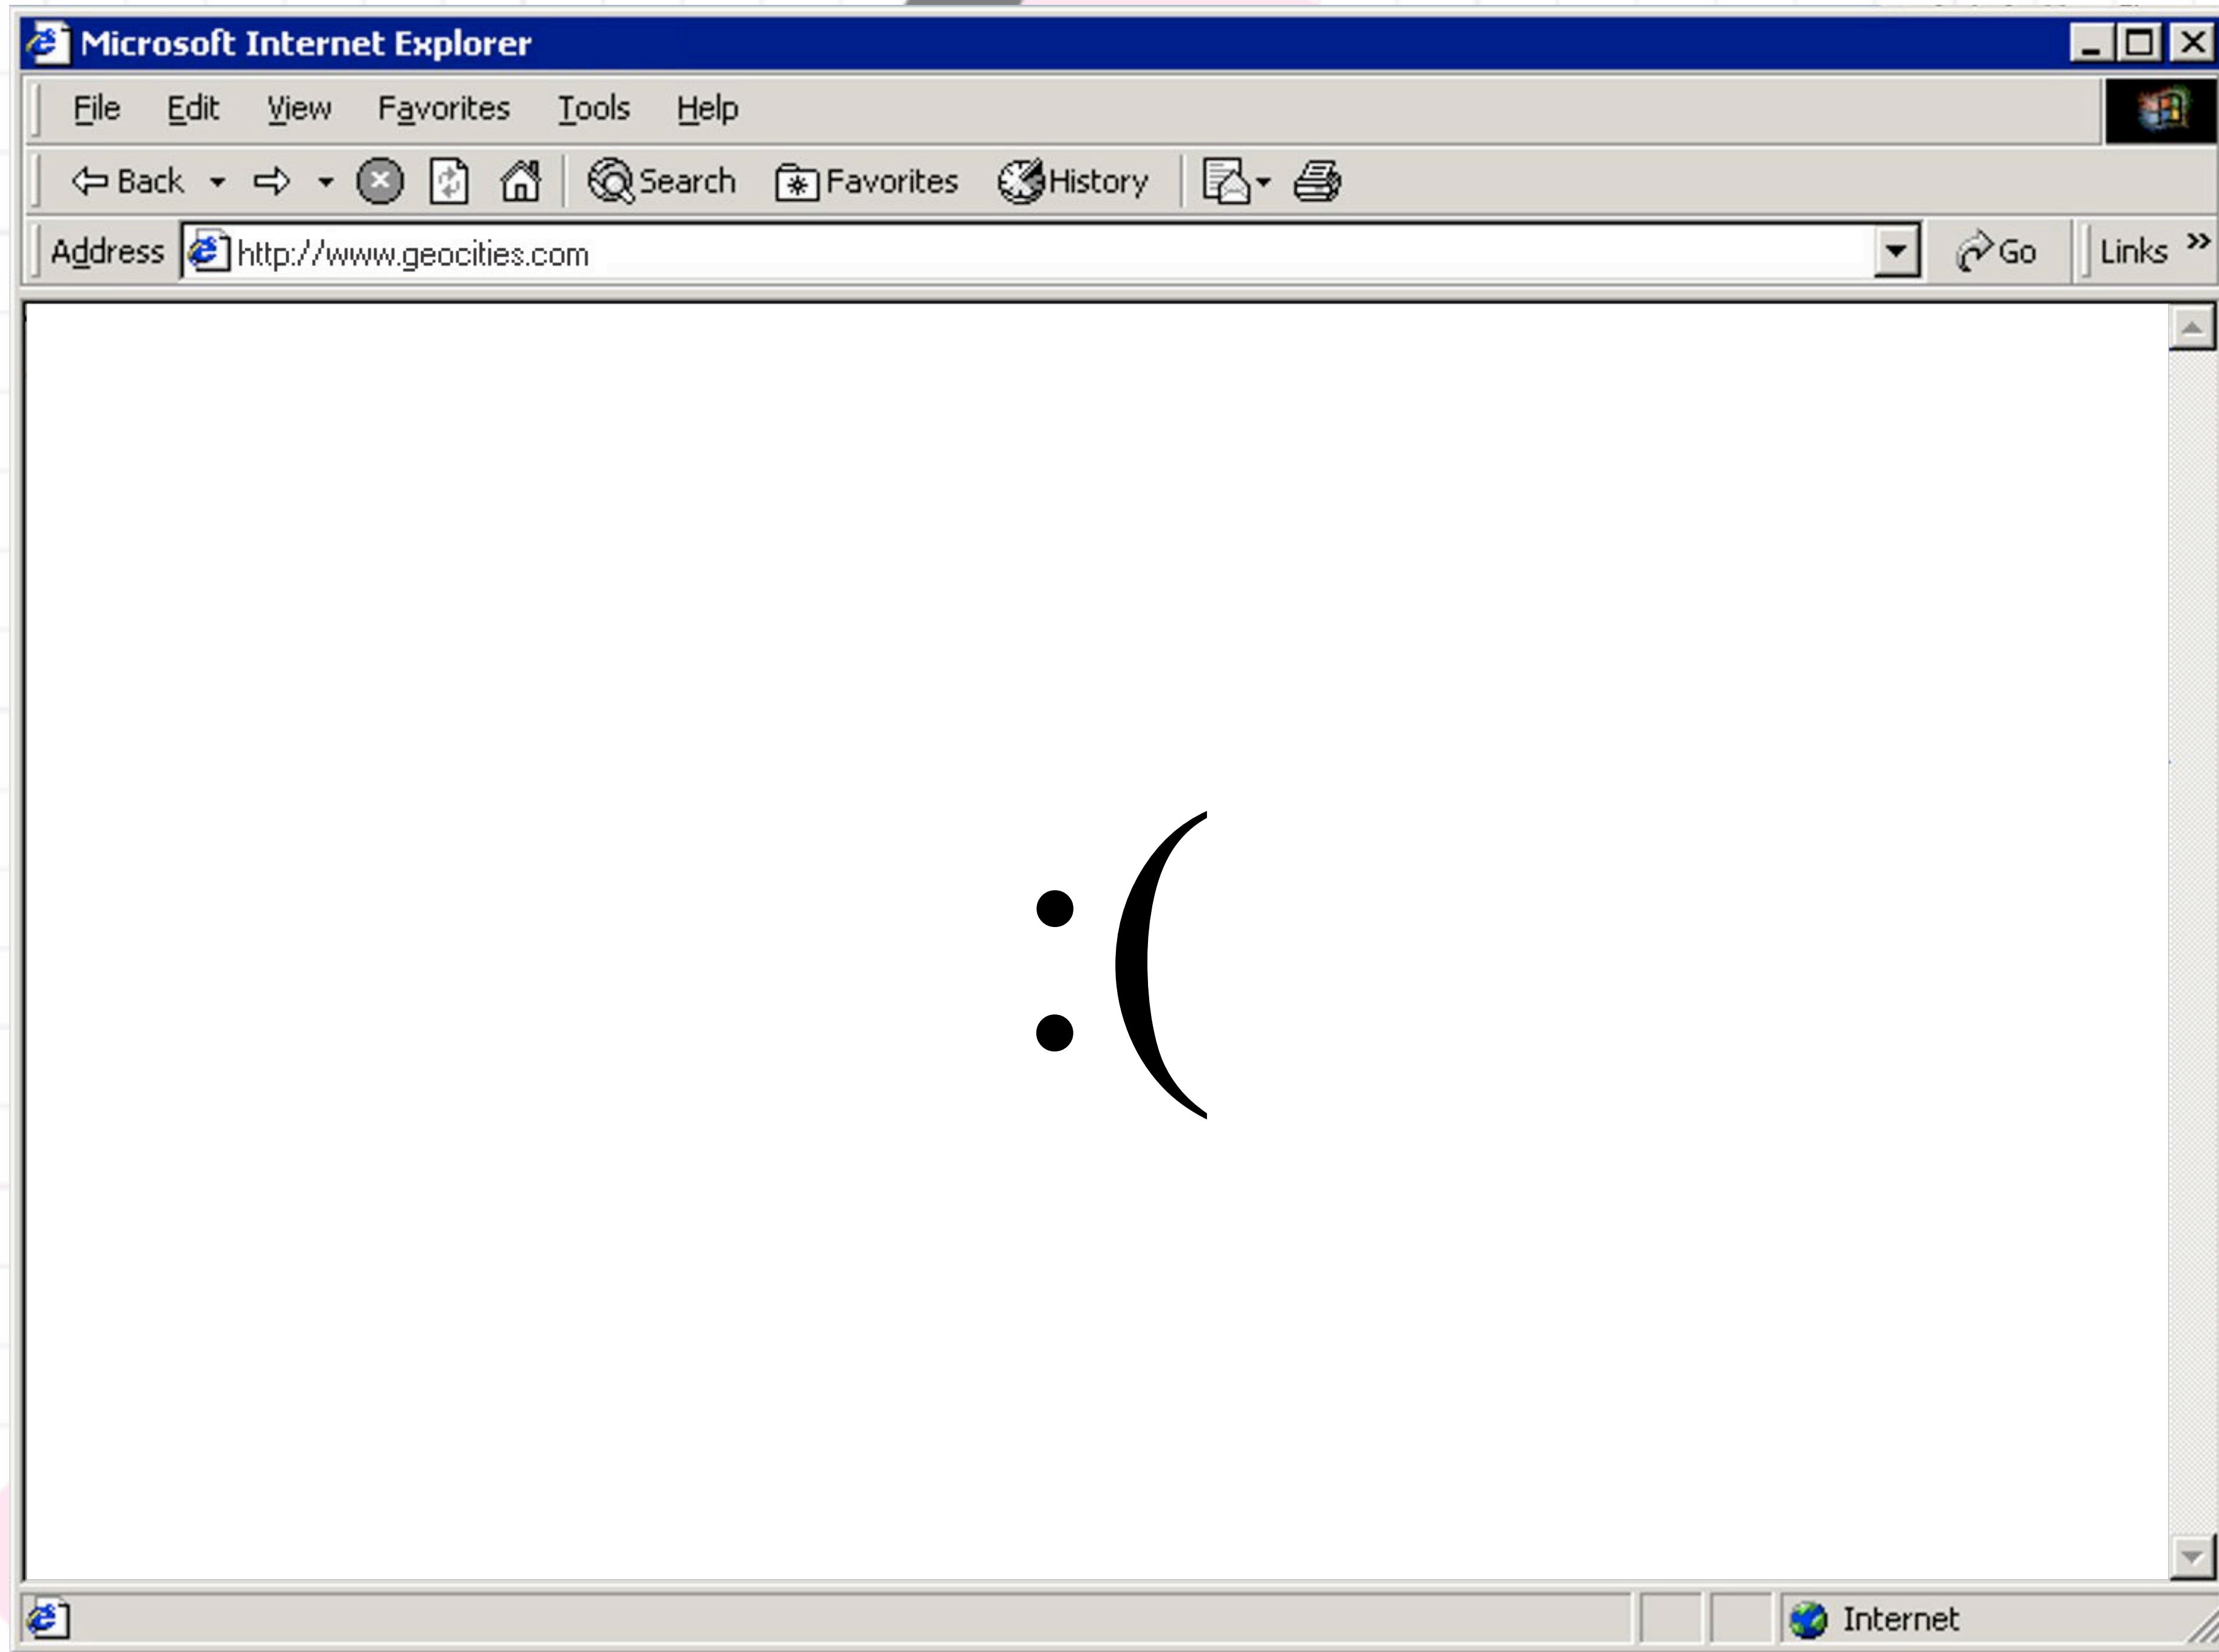 Microsoft Internet Explorer
File Edit View Favorites Tools Help
Back Search Favorites History
Address http://www.geocities.com Go Links »
:(
Internet